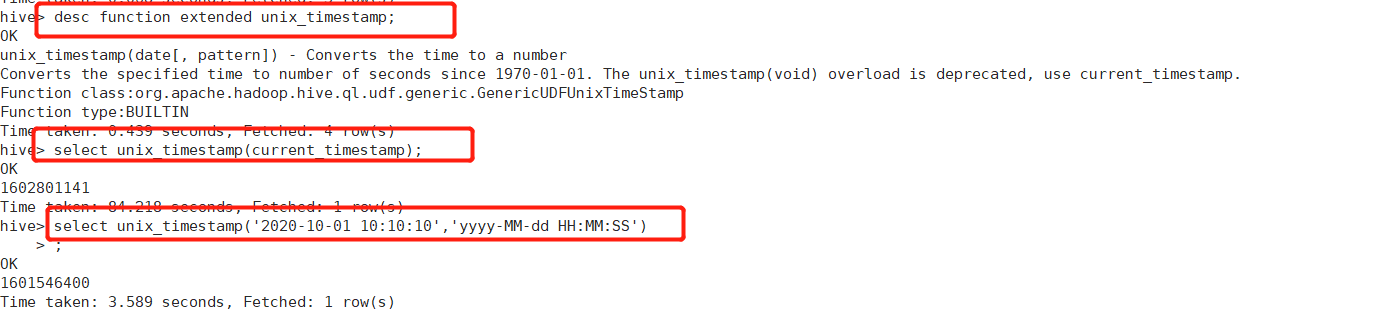 hive> desc function extended unix_timestamp;
OK
unix_timestamp(date[, pattern]) - Converts the time to a number
Converts the specified time to number of seconds since 1970-01-01. The unix_timestamp(void) overload is deprecated, use current_timestamp.
Function class:org.apache.hadoop.hive.ql.udf.generic.GenericUDFUnixTimeStamp
Function type:BUILTIN
Time taken: 0.439 seconds, Fetched: 4 row(s)
hive> select unix_timestamp(current_timestamp);
OK
1602801141
Time taken: 84.218 seconds, Fetched: 1 row(s)
hive> select unix_timestamp('2020-10-01 10:10:10','yyyy-MM-dd HH:MM:SS')
    > ;
OK
1601546400
Time taken: 3.589 seconds, Fetched: 1 row(s)